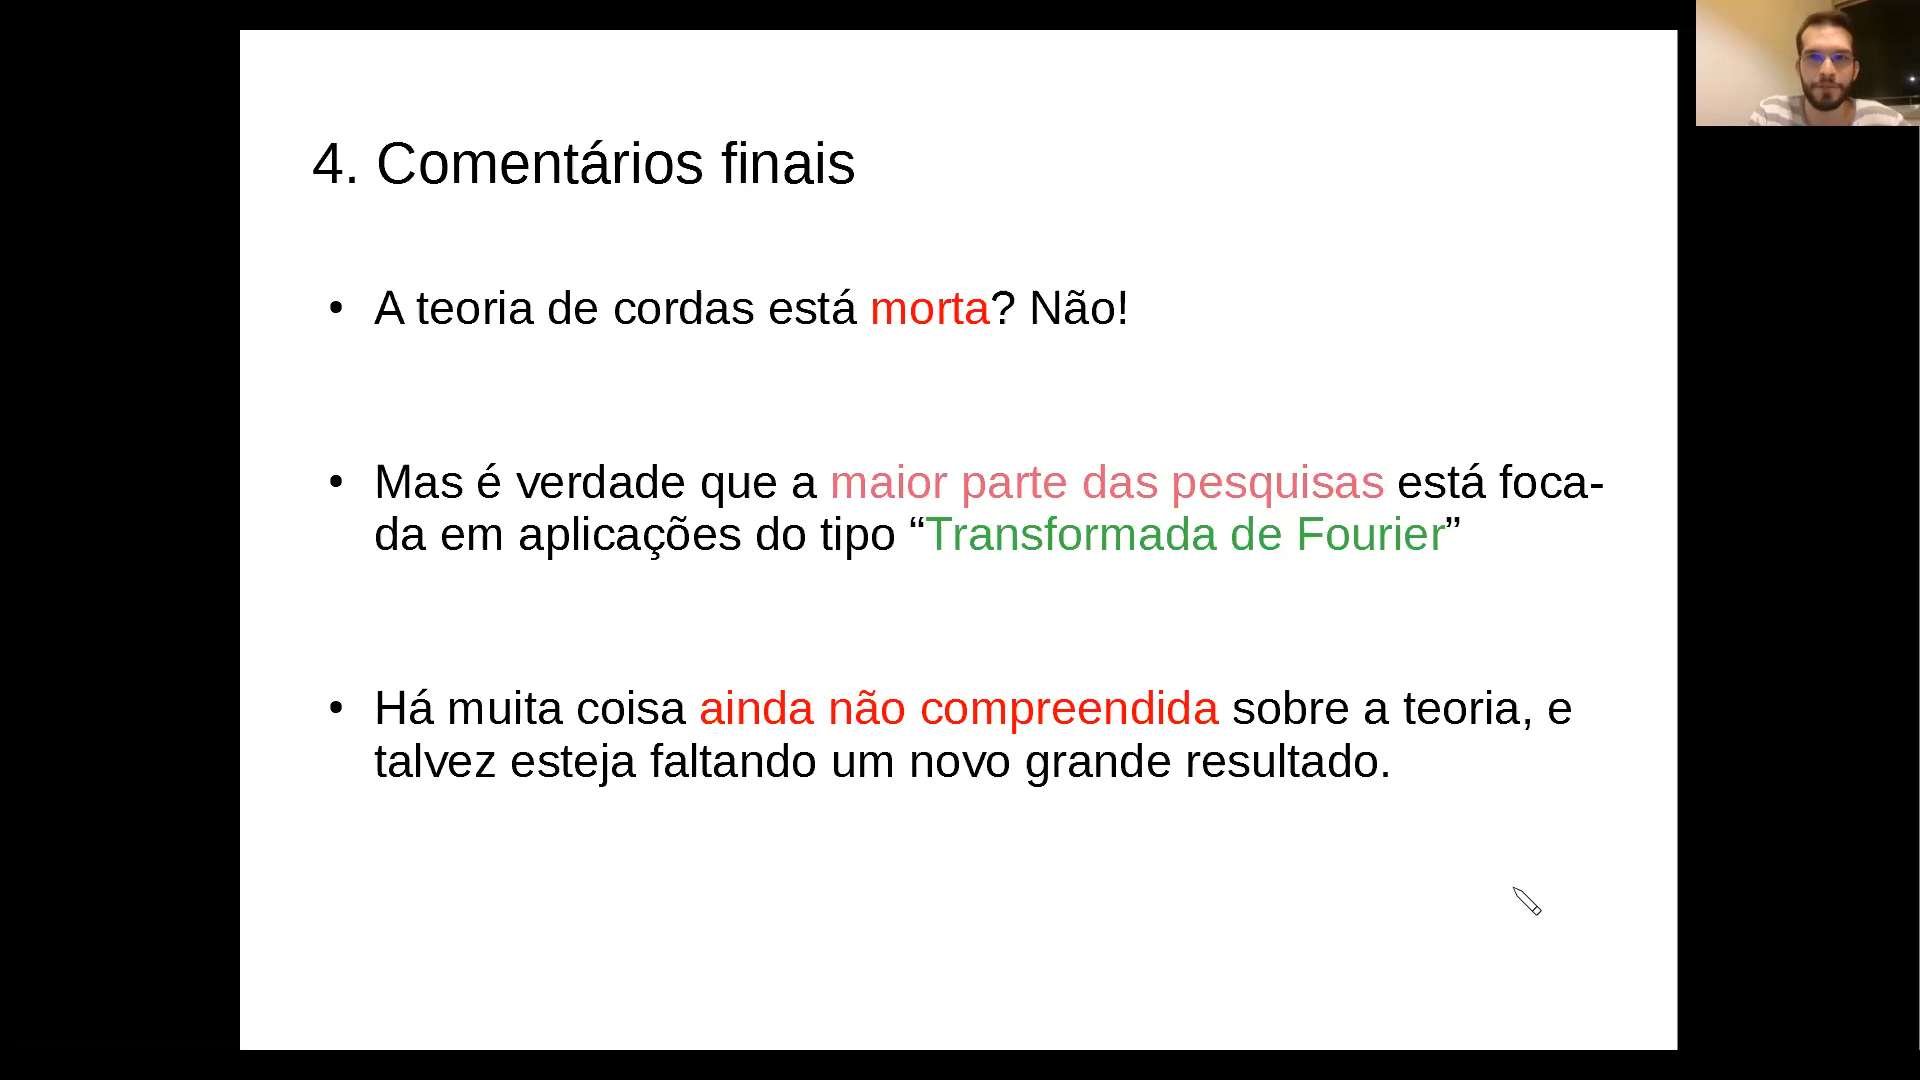 4. Comentários finais
• A teoria de cordas está morta? Não!
• Mas é verdade que a maior parte das pesquisas está foca-
da em aplicações do tipo “Transformada de Fourier”
• Há muita coisa ainda não compreendida sobre a teoria, e
talvez esteja faltando um novo grande resultado.